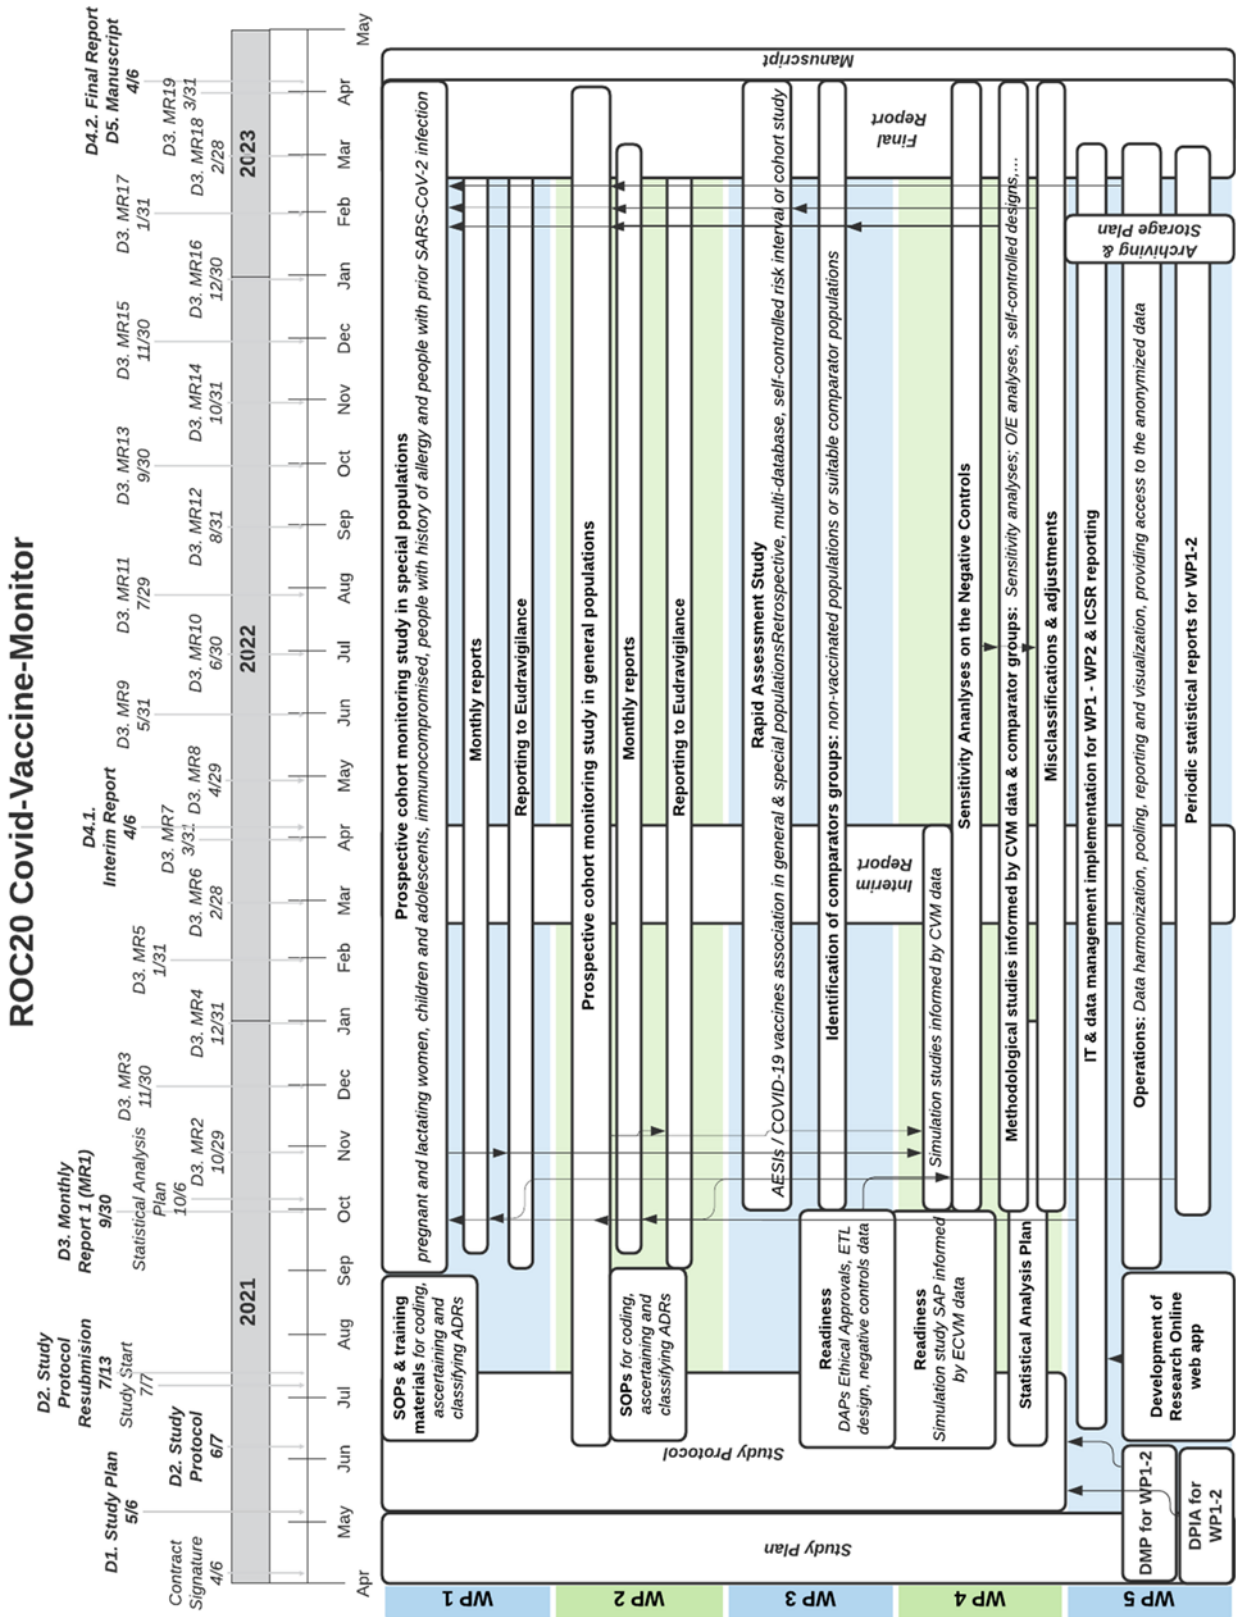 ROC20 Covid-Vaccine-Monitor
Contract
Signature
4/6
D1. Study Plan
5/6
D2. Study
Protocol
6/7
D2. Study
Protocol
Resubmision
7/13
Study Start
7/7
D3. Monthly
Report 1 (MR1)
9/30
Statistical Analysis
Plan
10/6
D3. MR2
10/29
D3. MR3
11/30
D3. MR4
12/31
D3. MR5
1/31
D3. MR6
2/28
D4.1.
Interim Report
4/6
D3. MR7
3/31
D3. MR8
4/29
D3. MR9
5/31
D3. MR10
6/30
D3. MR11
7/29
D3. MR12
8/31
D3. MR13
9/30
D3. MR14
10/31
D3. MR15
11/30
D3. MR16
12/30
D3. MR17
1/31
D3. MR18
2/28
D3. MR19
3/31
D4.2. Final Report
D5. Manuscript
4/6
2021
2022
2023
Apr
May
Jun
Jul
Aug
Sep
Oct
Nov
Dec
Jan
Feb
Mar
Apr
May
Jun
Jul
Aug
Sep
Oct
Nov
Dec
Jan
Feb
Mar
Apr
May
WP 1
WP 2
WP 3
WP 4
WP 5
Study Plan
Study Protocol
Interim
Report
Final
Report
Manuscript
SOPs & training
materials for coding,
ascertaining and
classifying ADRs
Prospective cohort monitoring study in special populations
pregnant and lactating women, children and adolescents, immunocompromised, people with history of allergy and people with prior SARS-CoV-2 infection
Monthly reports
Reporting to Eudravigilance
Prospective cohort monitoring study in general populations
SOPs for coding,
ascertaining and
classifying ADRs
Monthly reports
Reporting to Eudravigilance
Rapid Assessment Study
AESIs / COVID-19 vaccines association in general & special populationsRetrospective, multi-database, self-controlled risk interval or cohort study
Readiness
DAPs Ethical Approvals, ETL
design, negative controls data
Identification of comparators groups: non-vaccinated populations or suitable comparator populations
Readiness
Simulation study SAP informed
by ECVM data
Simulation studies informed by CVM data
Sensitivity Ananlyses on the Negative Controls
Statistical Analysis Plan
Methodological studies informed by CVM data & comparator groups: Sensitivity analyses; O/E analyses, self-controlled designs,...
Misclassifications & adjustments
IT & data management implementation for WP1 - WP2 & ICSR reporting
Archiving &
Storage Plan
DMP for WP1-2
Development of
Research Online
web app
Operations: Data harmonization, pooling, reporting and visualization, providing access to the anonymized data
DPIA for
WP1-2
Periodic statistical reports for WP1-2